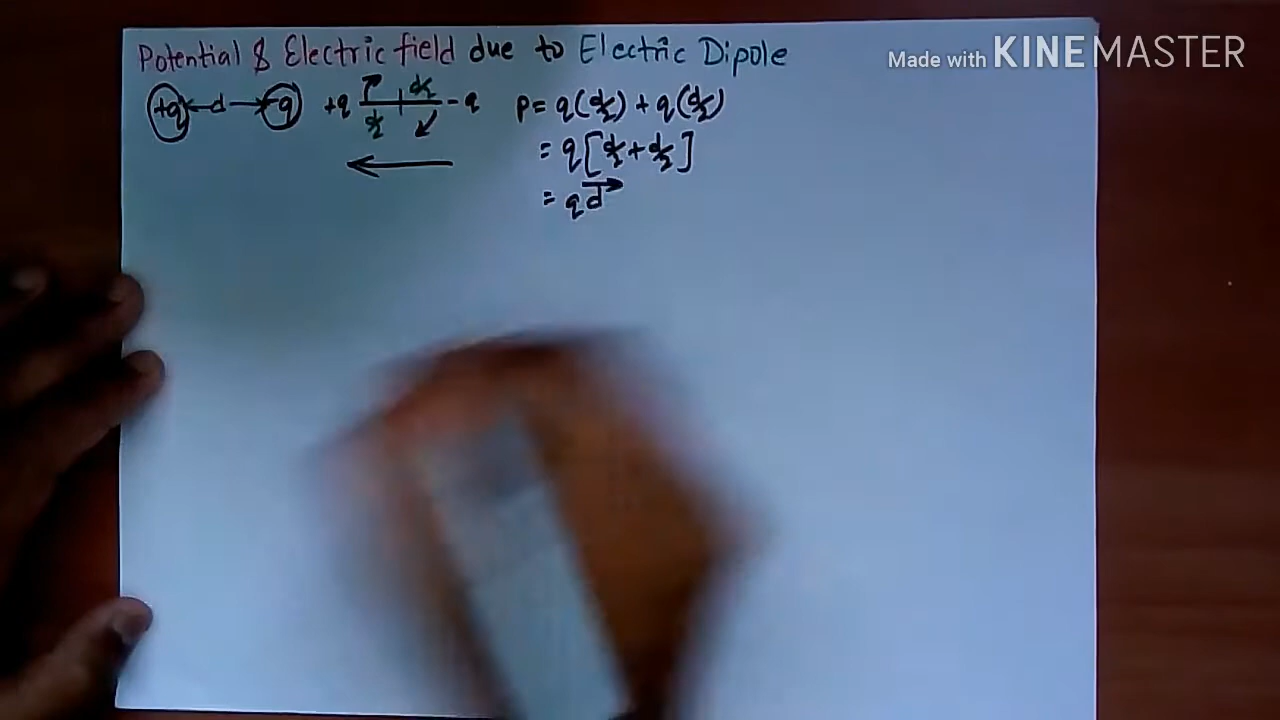 Potential & Electric field due to Electric Dipole
Made with KINEMASTER
+q d -q +q d/2 d/2 -q P = q(d/2) + q(d/2)
= q[d/2 + d/2]
= qd⃗